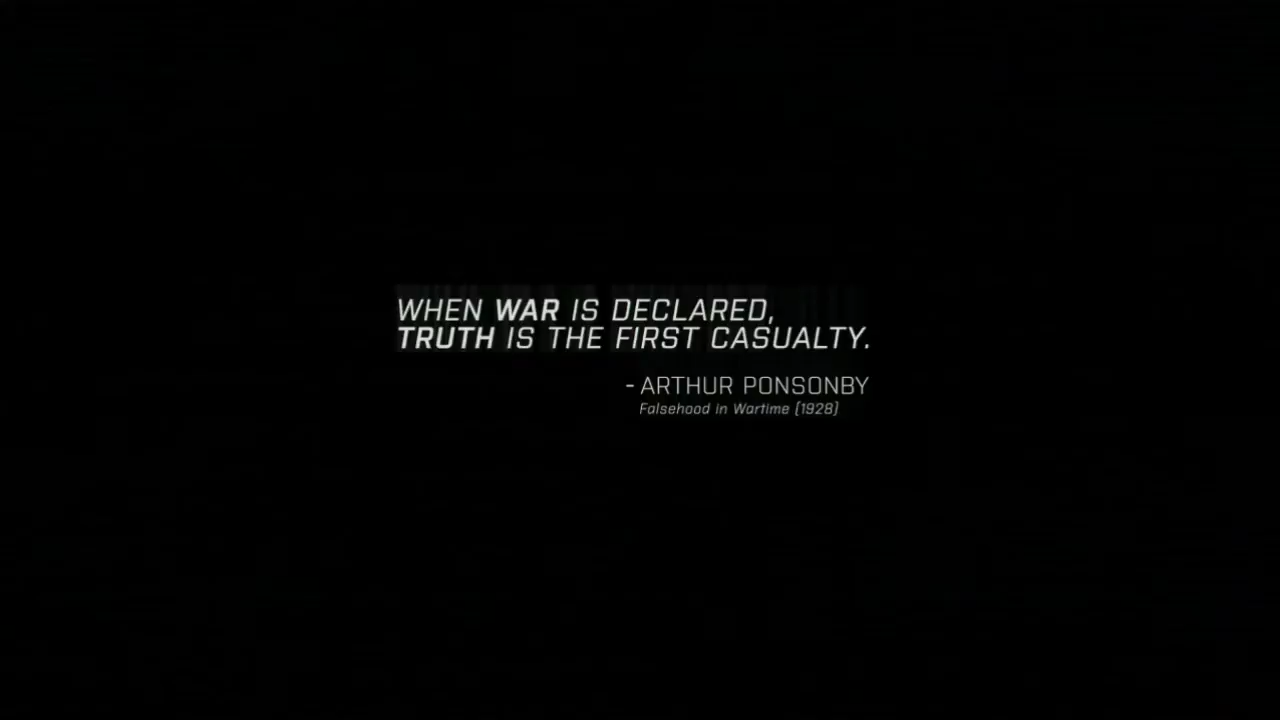 WHEN WAR IS DECLARED,
TRUTH IS THE FIRST CASUALTY.
- ARTHUR PONSONBY
Falsehood in Wartime (1928)